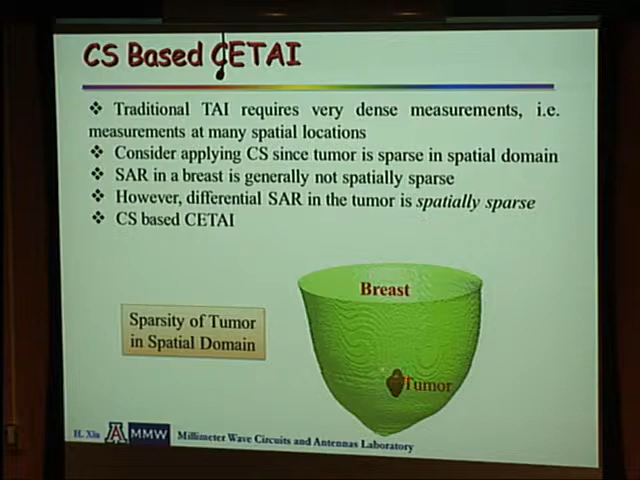 CS Based CETAI
❖ Traditional TAI requires very dense measurements, i.e.
measurements at many spatial locations
❖ Consider applying CS since tumor is sparse in spatial domain
❖ SAR in a breast is generally not spatially sparse
❖ However, differential SAR in the tumor is spatially sparse
❖ CS based CETAI
Breast
Sparsity of Tumor
in Spatial Domain
Tumor
H. Xin A MMW Millimeter Wave Circuits and Antennas Laboratory